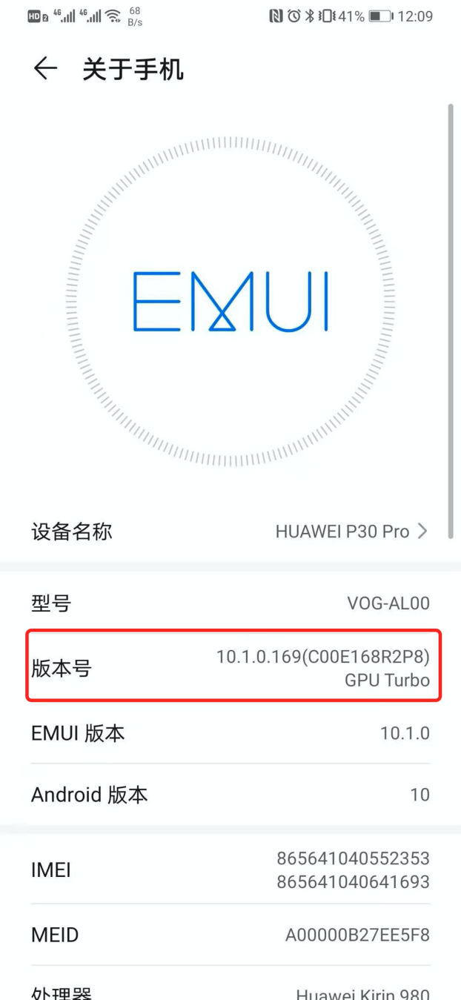 HD 2 4G 4G 68 B/s 41% 12:09
关于手机
EMUI
设备名称 HUAWEI P30 Pro
型号 VOG-AL00
版本号 10.1.0.169(C00E168R2P8)
GPU Turbo
EMUI 版本 10.1.0
Android 版本 10
IMEI 865641040552353
865641040641693
MEID A00000B27EE5F8
处理器 Huawei Kirin 980